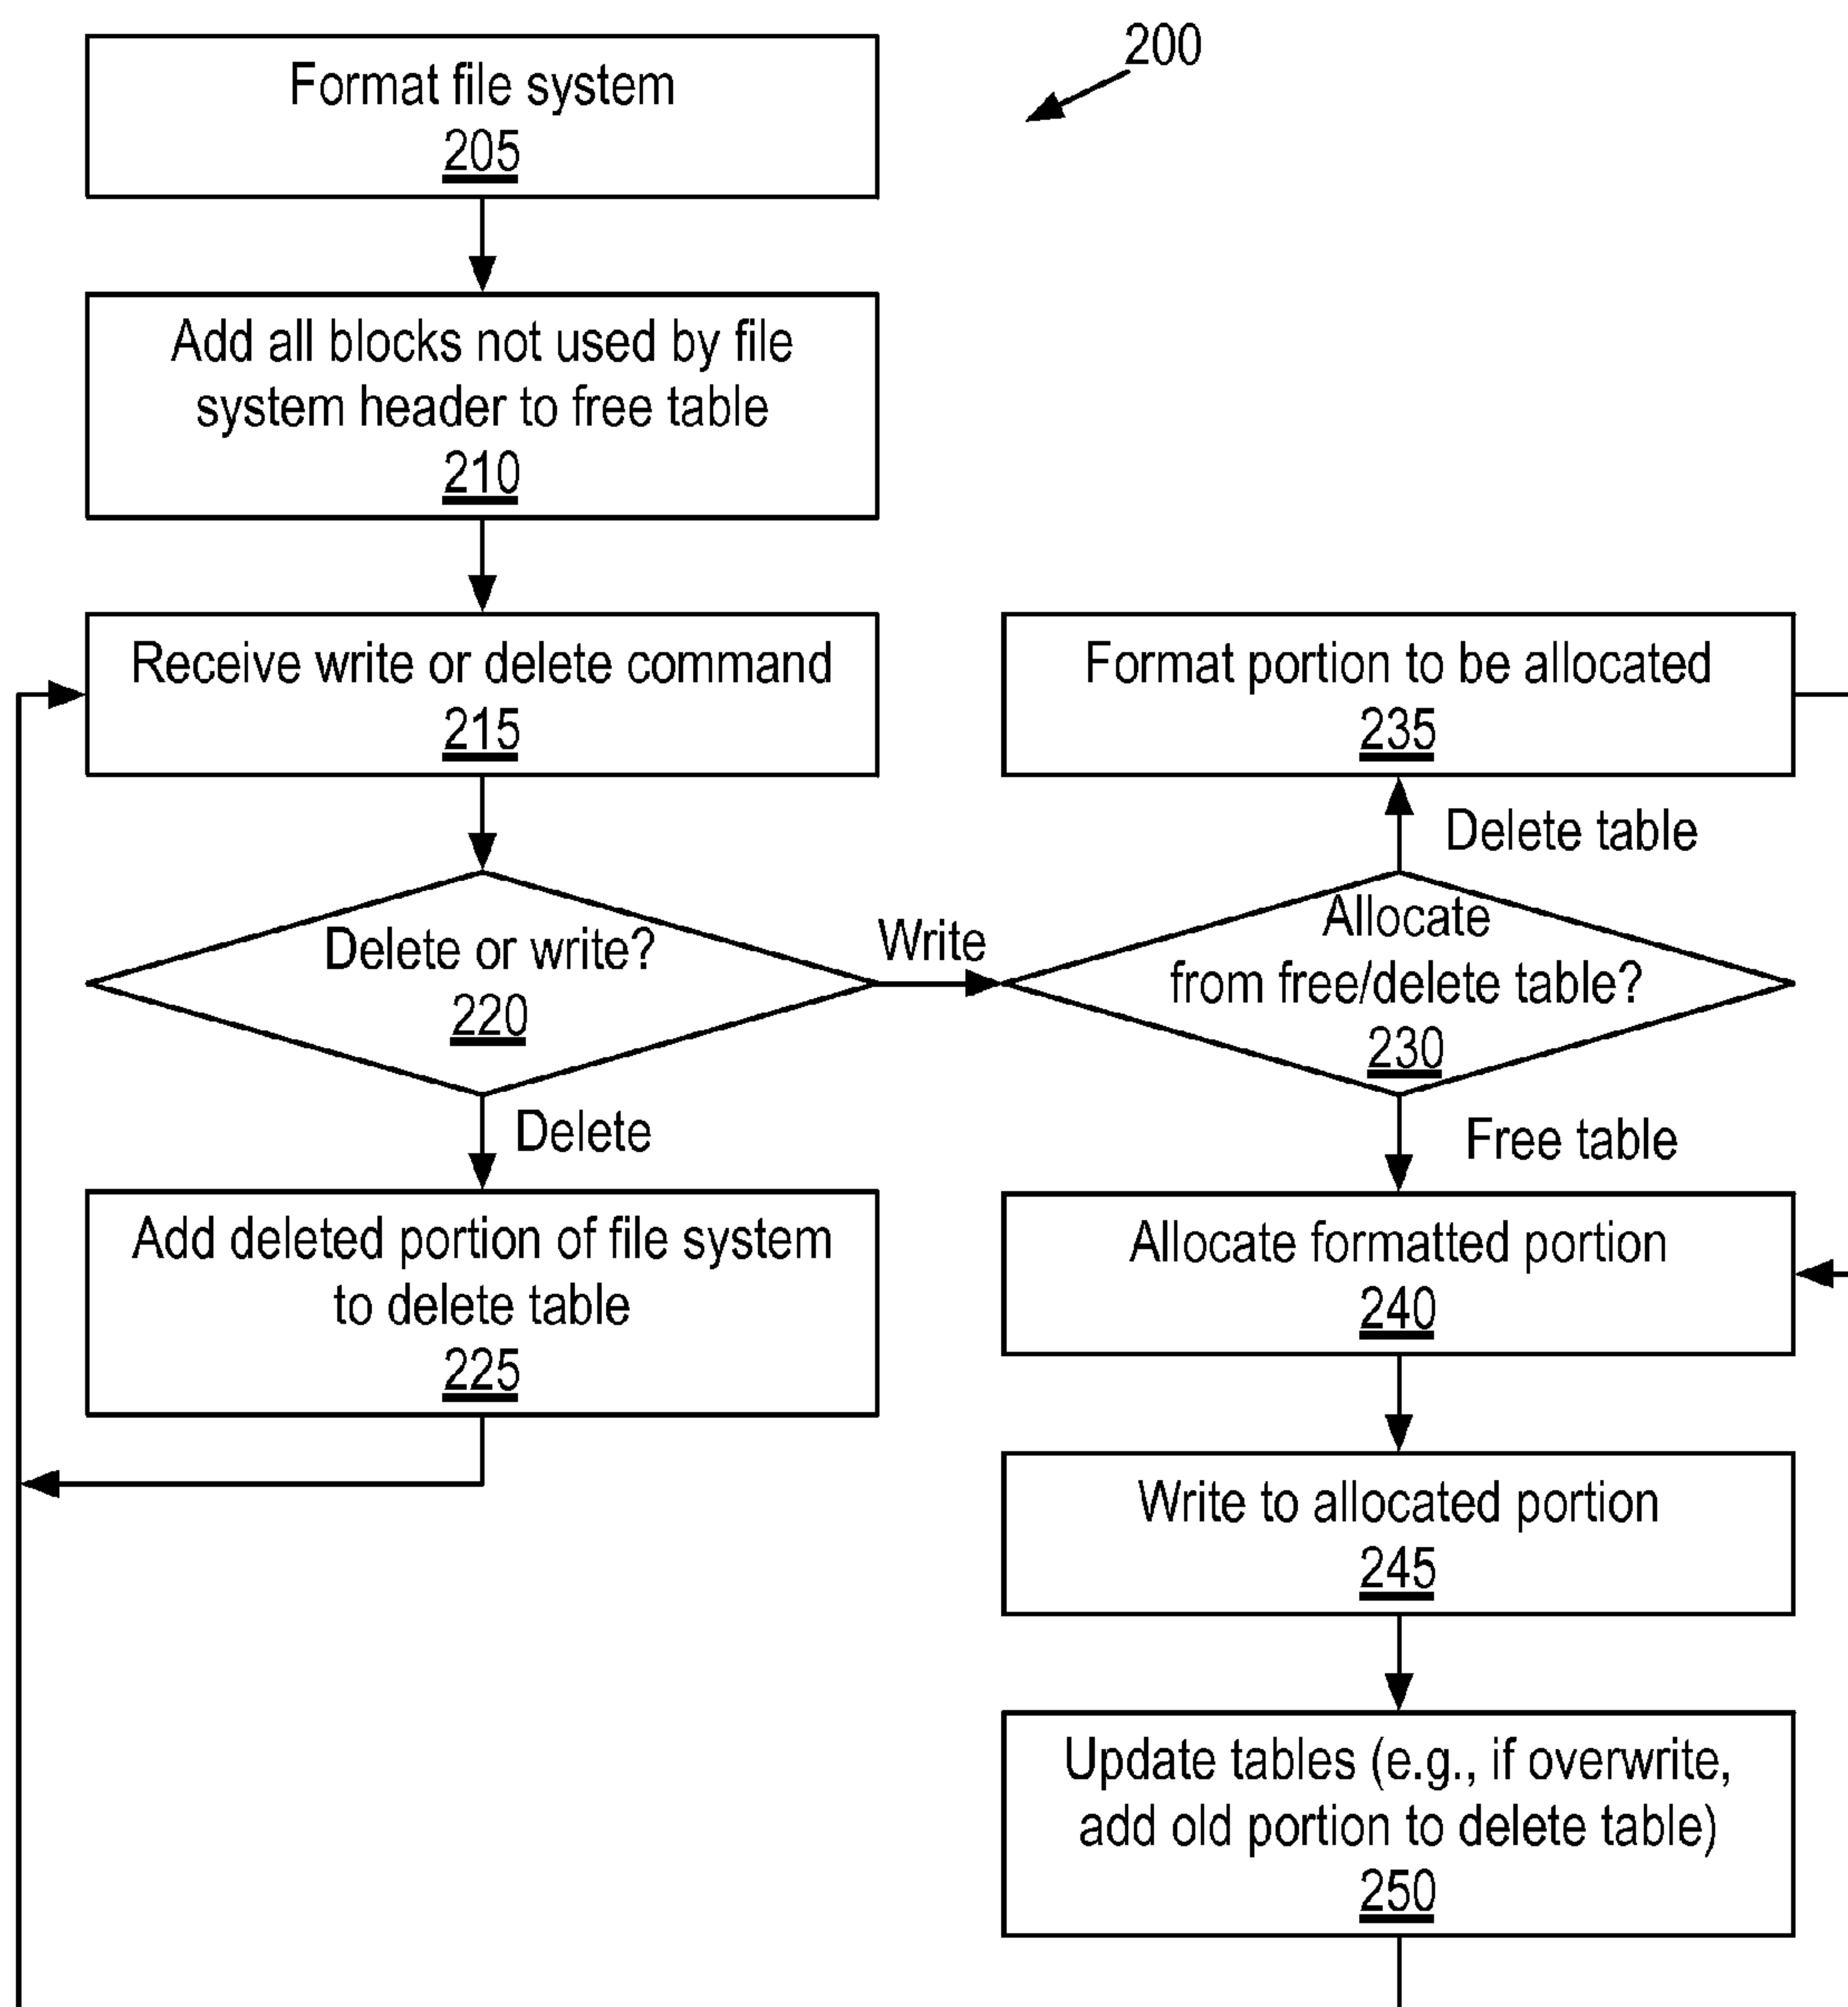 200
Format file system
205
Add all blocks not used by file
system header to free table
210
Receive write or delete command
215
Delete or write?
220
Write
Delete
Add deleted portion of file system
to delete table
225
Format portion to be allocated
235
Delete table
Allocate
from free/delete table?
230
Free table
Allocate formatted portion
240
Write to allocated portion
245
Update tables (e.g., if overwrite,
add old portion to delete table)
250